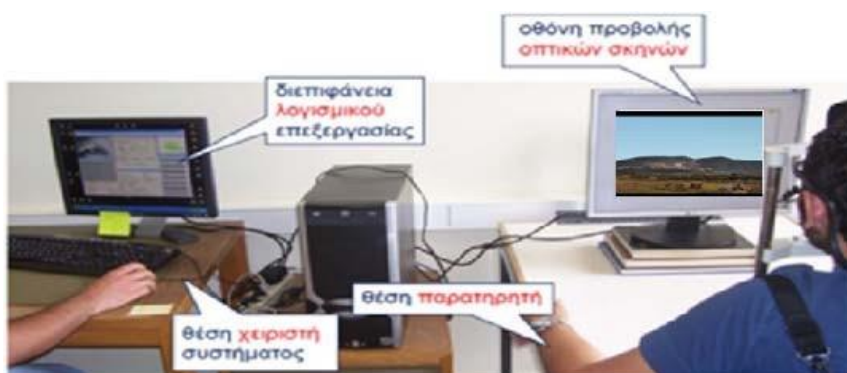 οθόνη προβολής
οπτικών σκηνών
διεπιφάνεια
λογισμικού
επεξεργασίας
θέση παρατηρητή
θέση χειριστή
συστήματος